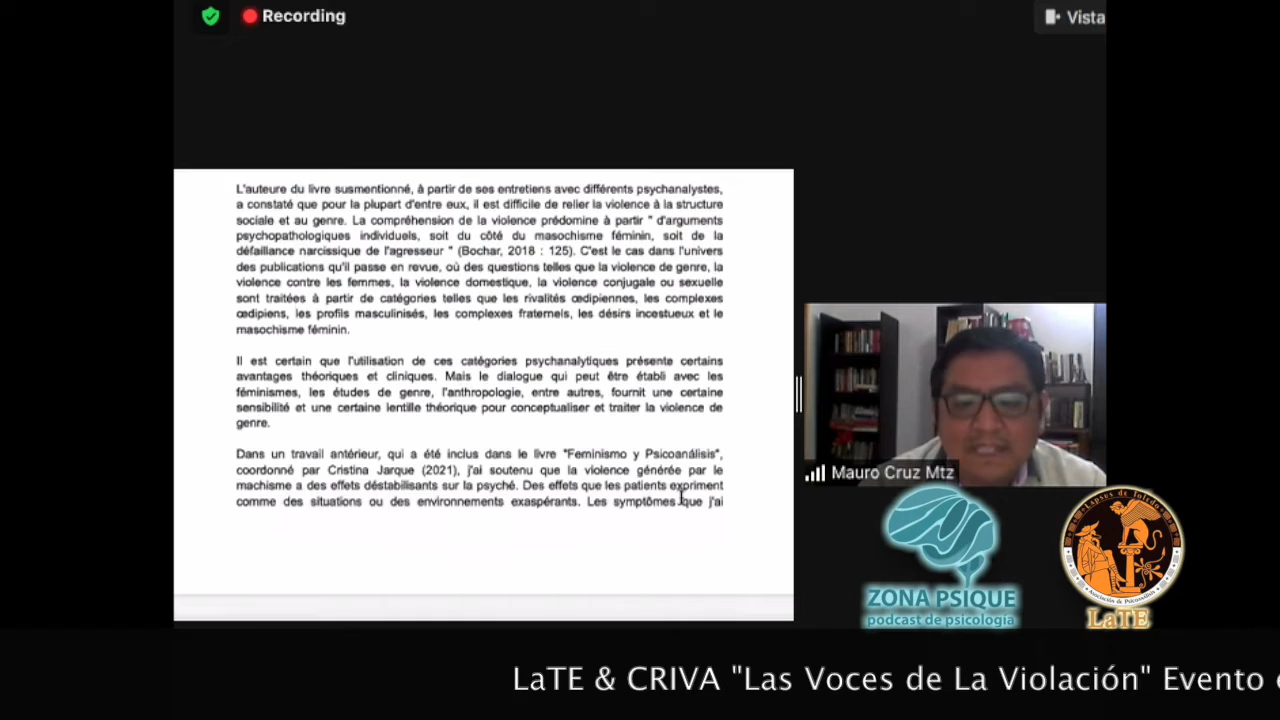 Recording
Vista
L'auteure du livre susmentionné, à partir de ses entretiens avec différents psychanalystes,
a constaté que pour la plupart d'entre eux, il est difficile de relier la violence à la structure
sociale et au genre. La compréhension de la violence prédomine à partir " d'arguments
psychopathologiques individuels, soit du côté du masochisme féminin, soit de la
défaillance narcissique de l'agresseur " (Bochar, 2018 : 125). C'est le cas dans l'univers
des publications qu'il passe en revue, où des questions telles que la violence de genre, la
violence contre les femmes, la violence domestique, la violence conjugale ou sexuelle
sont traitées à partir de catégories telles que les rivalités œdipiennes, les complexes
œdipiens, les profils masculinisés, les complexes fraternels, les désirs incestueux et le
masochisme féminin.
Il est certain que l'utilisation de ces catégories psychanalytiques présente certains
avantages théoriques et cliniques. Mais le dialogue qui peut être établi avec les
féminismes, les études de genre, l'anthropologie, entre autres, fournit une certaine
sensibilité et une certaine lentille théorique pour conceptualiser et traiter la violence de
genre.
Dans un travail antérieur, qui a été inclus dans le livre "Feminismo y Psicoanálisis",
coordonné par Cristina Jarque (2021), j'ai soutenu que la violence générée par le
machisme a des effets déstabilisants sur la psyché. Des effets que les patients expriment
comme des situations ou des environnements exaspérants. Les symptômes que j'ai
Mauro Cruz Mtz
ZONA PSIQUE
podcast de psicología
Lapsus de Toledo
Asociación de Psicoanálisis
LaTE
LaTE & CRIVA "Las Voces de La Violación" Evento